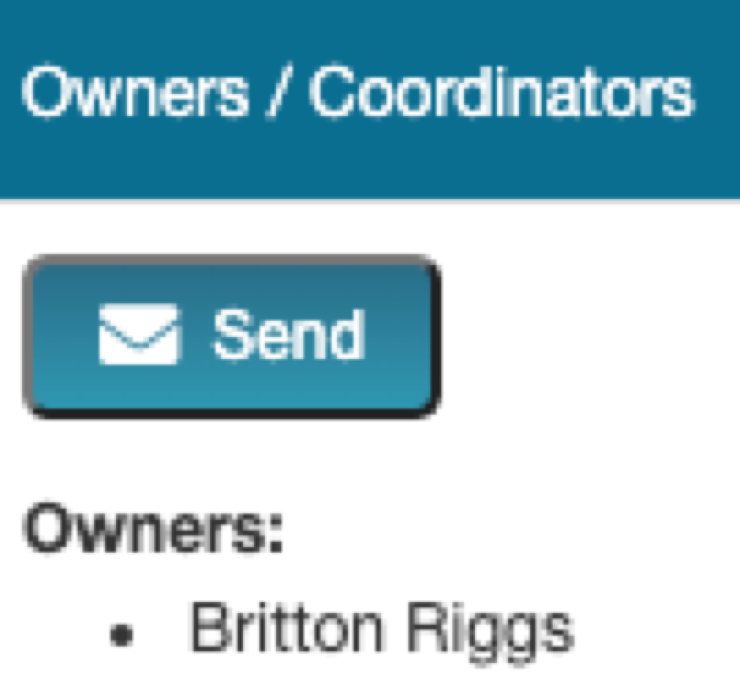 Owners / Coordinators
Send
Owners:
• Britton Riggs